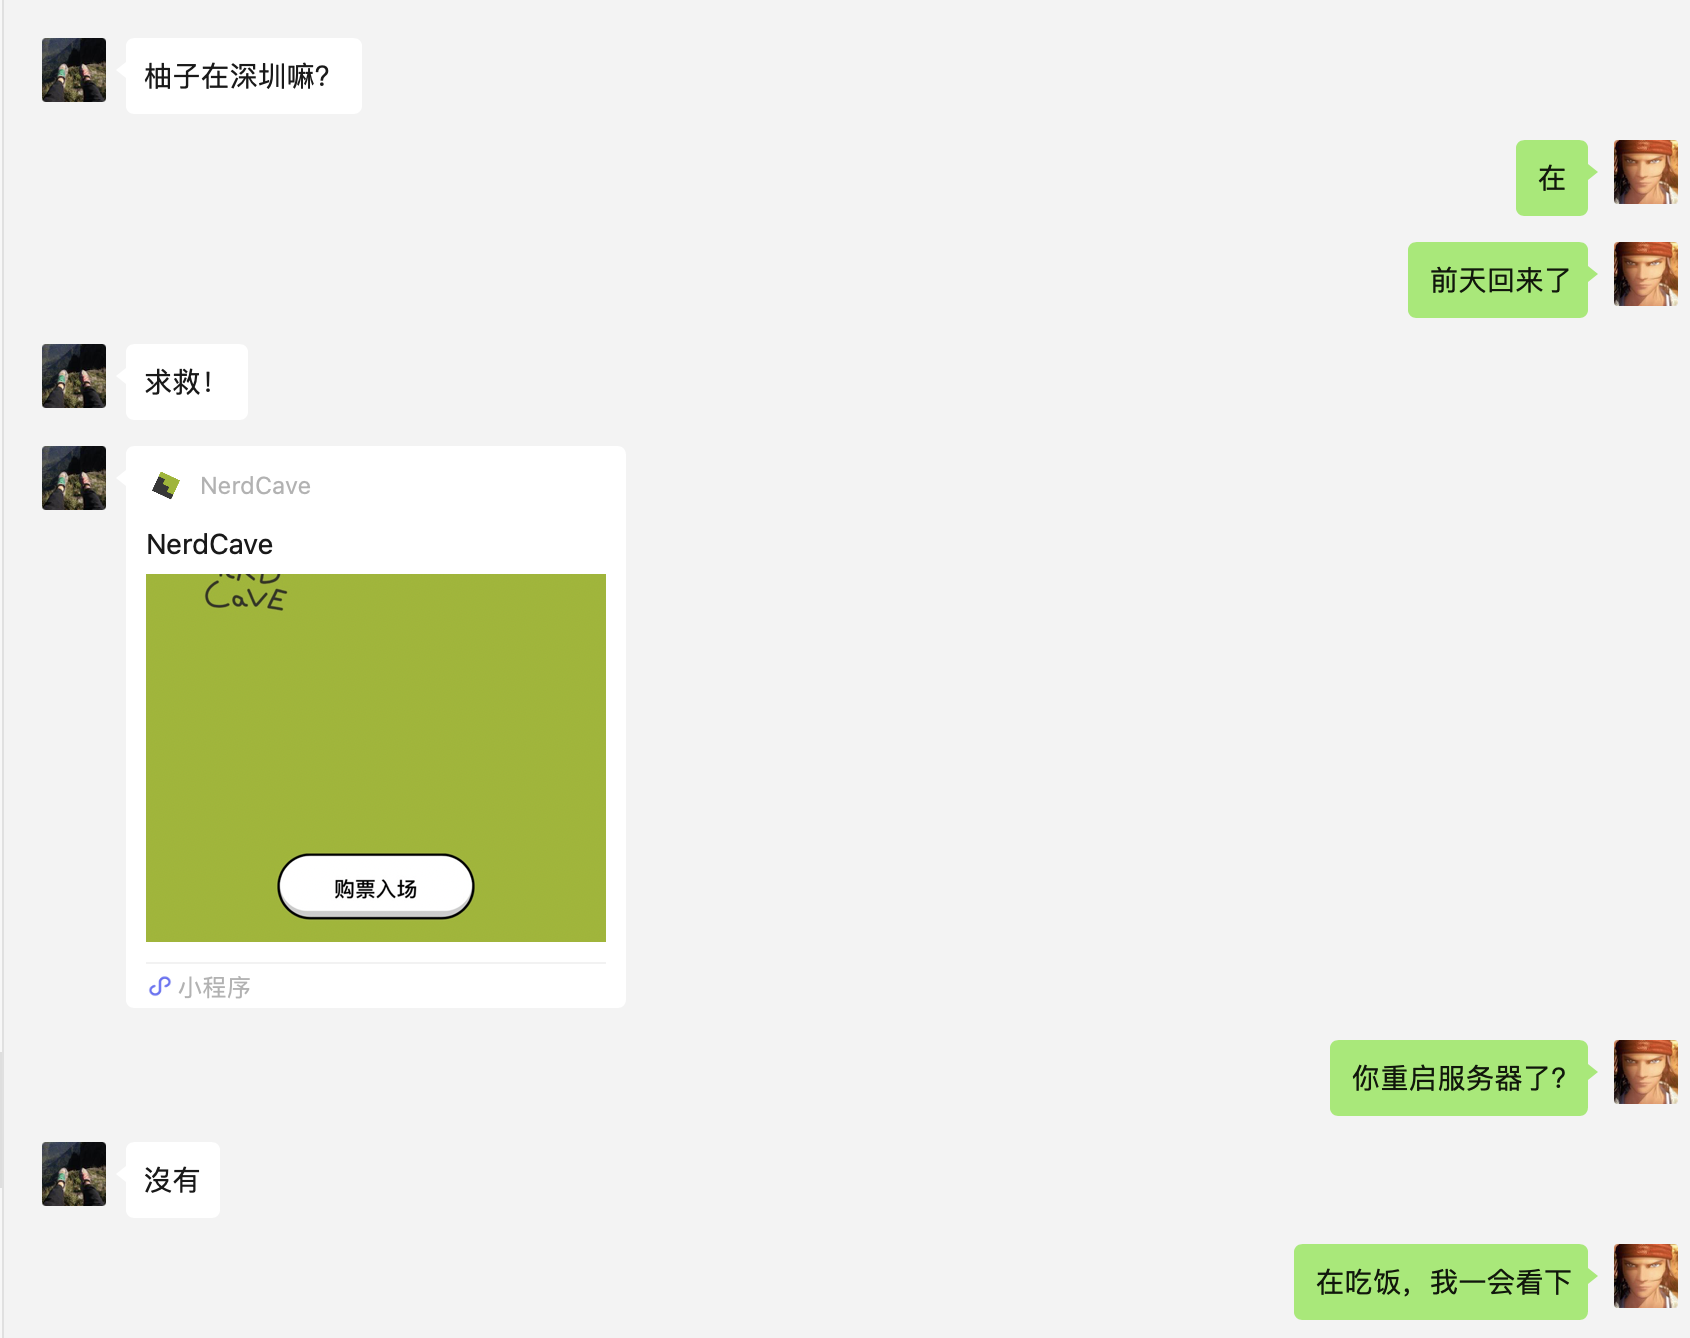 柚子在深圳嘛？
在
前天回来了
求救！
NerdCave
NerdCave
CaVE
购票入场
小程序
你重启服务器了？
沒有
在吃饭，我一会看下